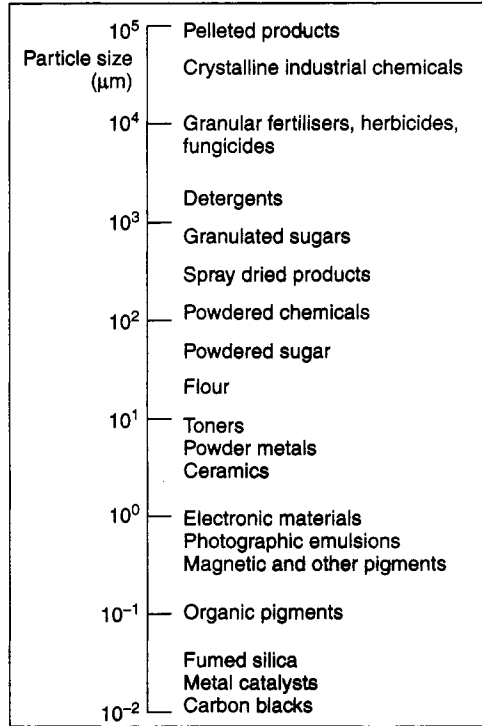 10⁵ Pelleted products
Particle size
(μm)
Crystalline industrial chemicals
10⁴ Granular fertilisers, herbicides,
fungicides
Detergents
10³
Granulated sugars
Spray dried products
10² Powdered chemicals
Powdered sugar
Flour
10¹ Toners
Powder metals
Ceramics
10⁰ Electronic materials
Photographic emulsions
Magnetic and other pigments
10⁻¹ Organic pigments
Fumed silica
Metal catalysts
10⁻² Carbon blacks